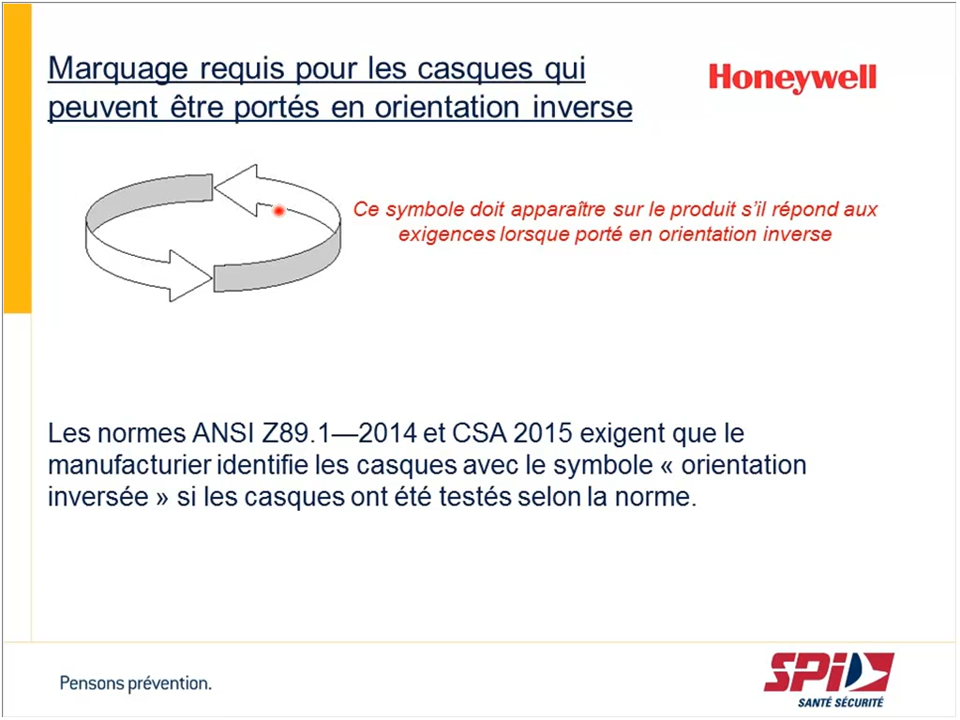 Marquage requis pour les casques qui
peuvent être portés en orientation inverse
Honeywell
Ce symbole doit apparaître sur le produit s'il répond aux
exigences lorsque porté en orientation inverse
Les normes ANSI Z89.1—2014 et CSA 2015 exigent que le
manufacturier identifie les casques avec le symbole « orientation
inversée » si les casques ont été testés selon la norme.
Pensons prévention.
SPI
SANTÉ SÉCURITÉ